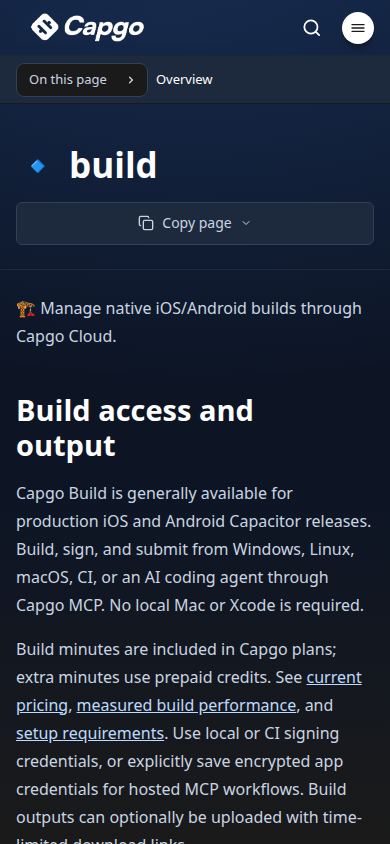 Capgo
On this page
Overview
build
Copy page
🏗️ Manage native iOS/Android builds through
Capgo Cloud.
Build access and
output
Capgo Build is generally available for
production iOS and Android Capacitor releases.
Build, sign, and submit from Windows, Linux,
macOS, CI, or an AI coding agent through
Capgo MCP. No local Mac or Xcode is required.
Build minutes are included in Capgo plans;
extra minutes use prepaid credits. See current
pricing, measured build performance, and
setup requirements. Use local or CI signing
credentials, or explicitly save encrypted app
credentials for hosted MCP workflows. Build
outputs can optionally be uploaded with time-
limited download links.